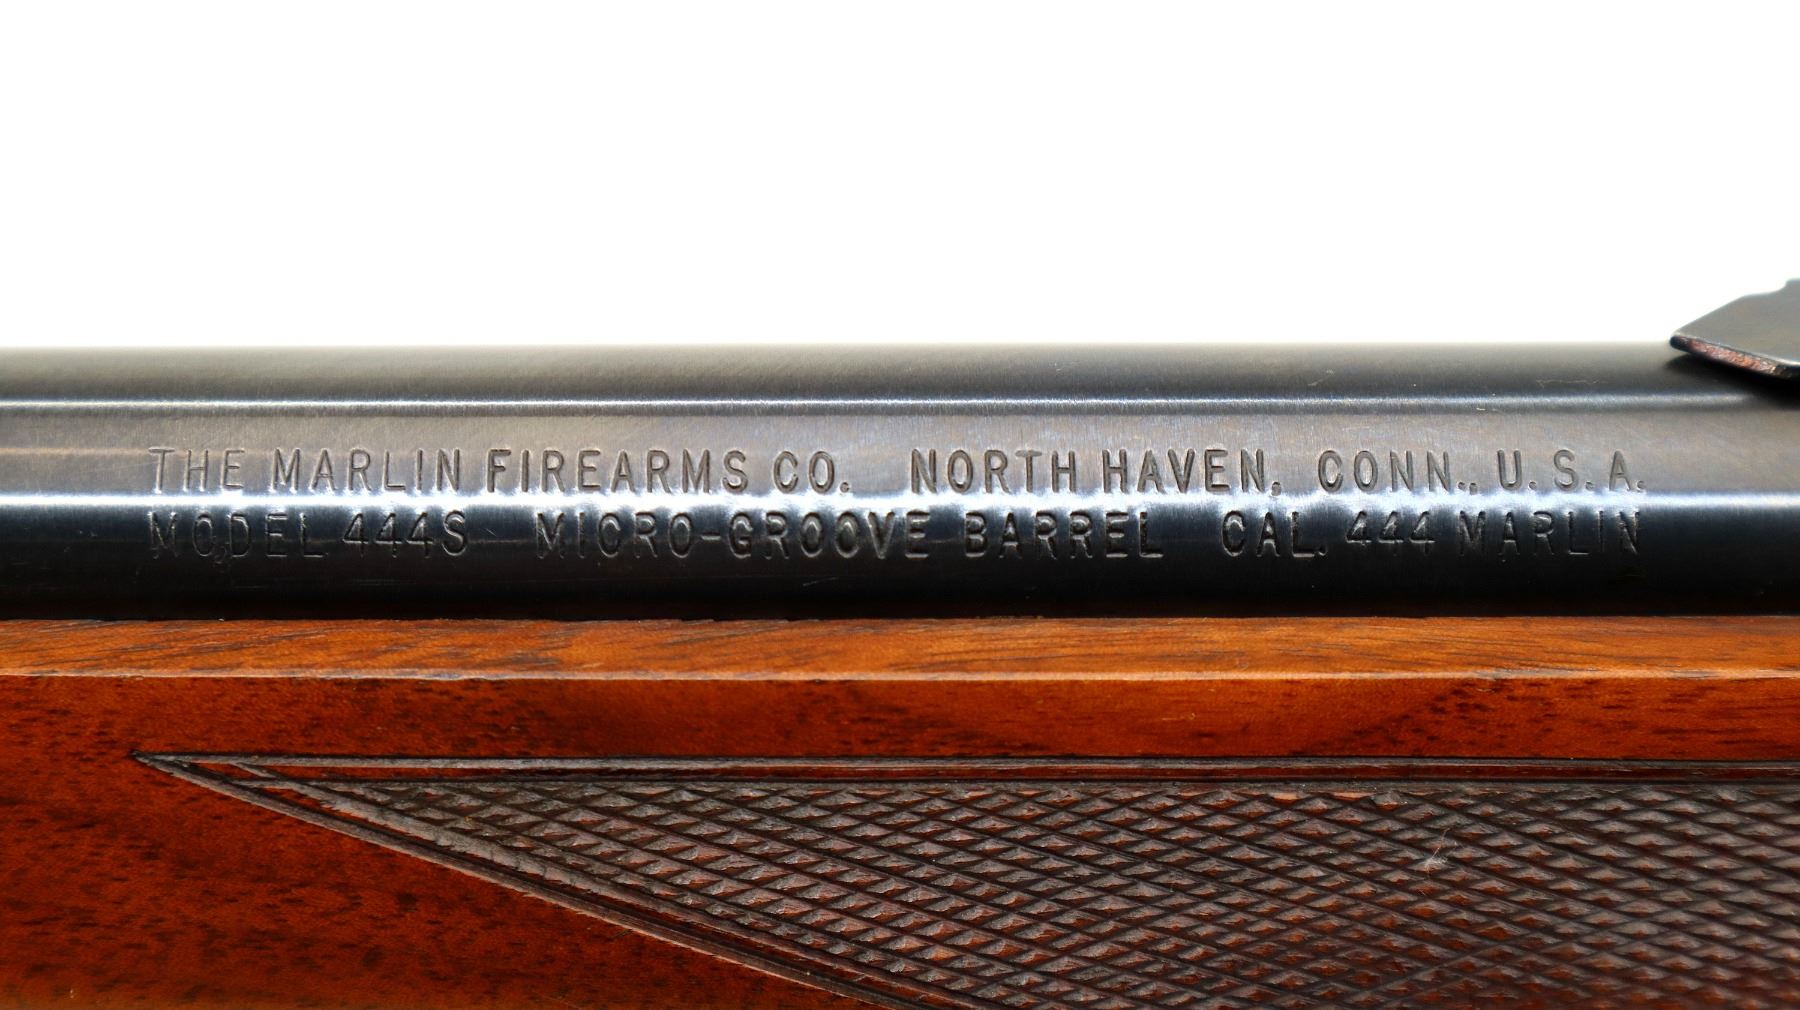 THE MARLIN FIREARMS CO. NORTH HAVEN, CONN., U.S.A.
MODEL 444S MICRO-GROOVE BARREL CAL. 444 MARLIN